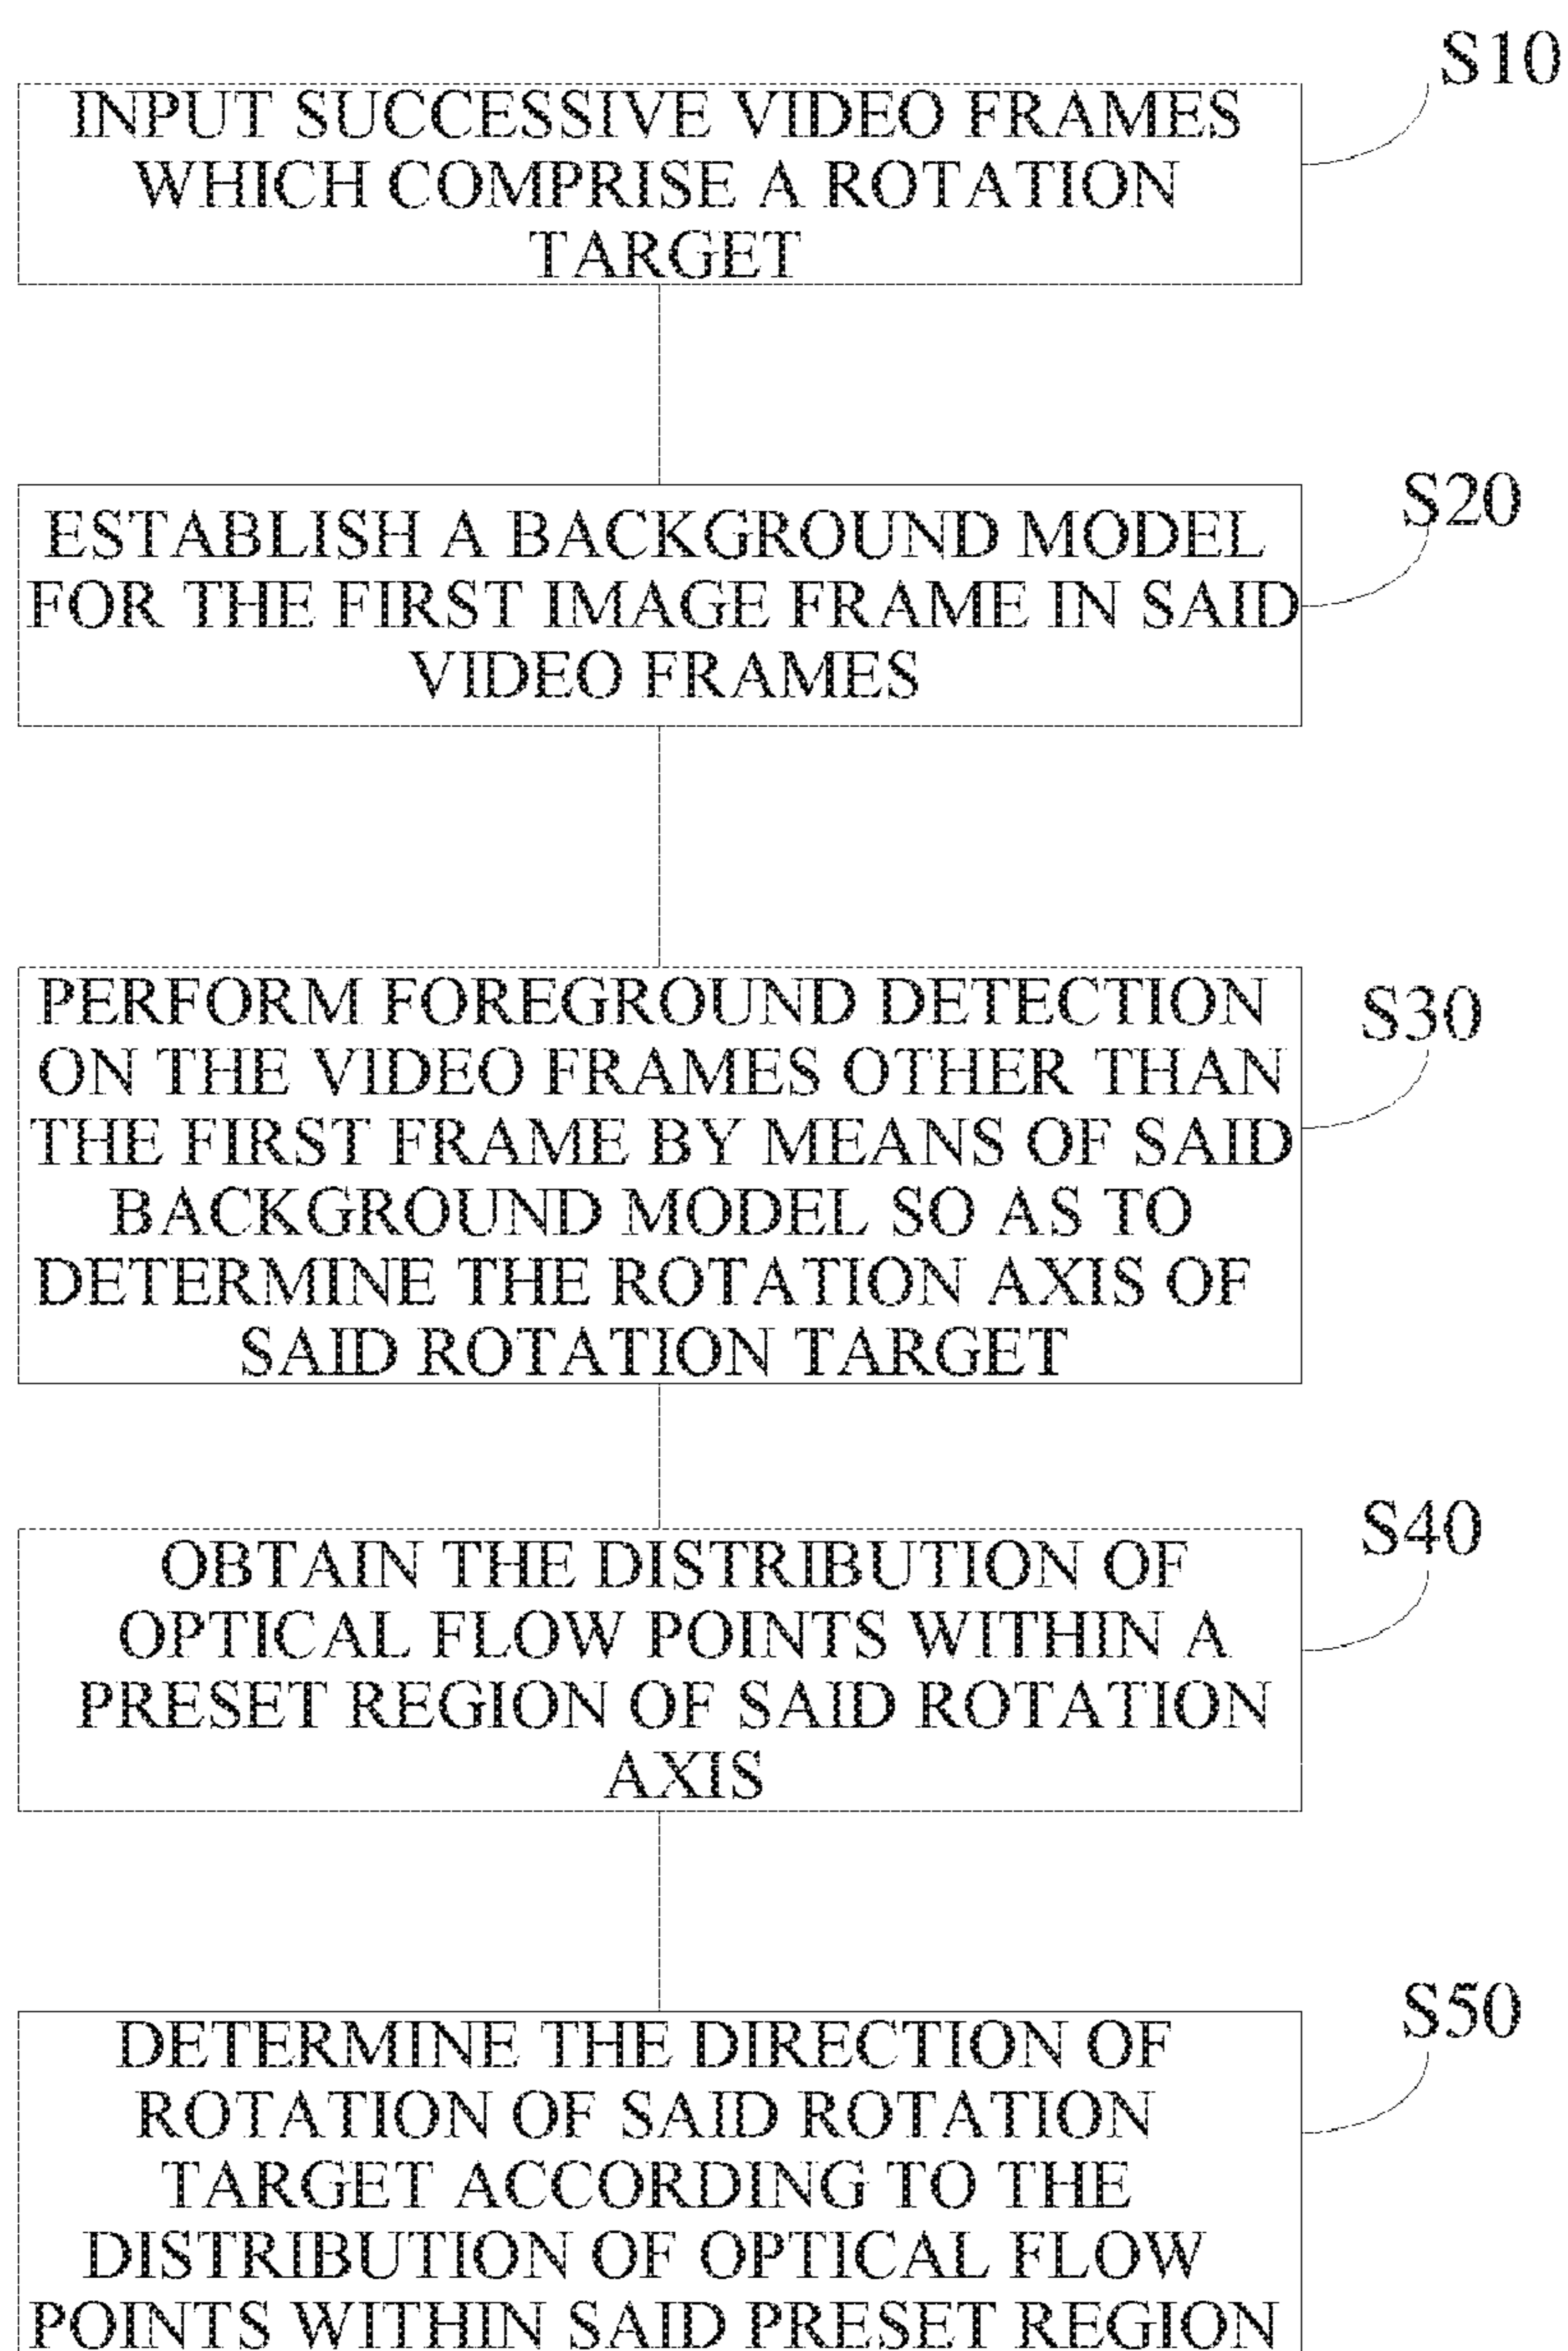 S10
INPUT SUCCESSIVE VIDEO FRAMES
WHICH COMPRISE A ROTATION
TARGET
S20
ESTABLISH A BACKGROUND MODEL
FOR THE FIRST IMAGE FRAME IN SAID
VIDEO FRAMES
S30
PERFORM FOREGROUND DETECTION
ON THE VIDEO FRAMES OTHER THAN
THE FIRST FRAME BY MEANS OF SAID
BACKGROUND MODEL SO AS TO
DETERMINE THE ROTATION AXIS OF
SAID ROTATION TARGET
S40
OBTAIN THE DISTRIBUTION OF
OPTICAL FLOW POINTS WITHIN A
PRESET REGION OF SAID ROTATION
AXIS
S50
DETERMINE THE DIRECTION OF
ROTATION OF SAID ROTATION
TARGET ACCORDING TO THE
DISTRIBUTION OF OPTICAL FLOW
POINTS WITHIN SAID PRESET REGION